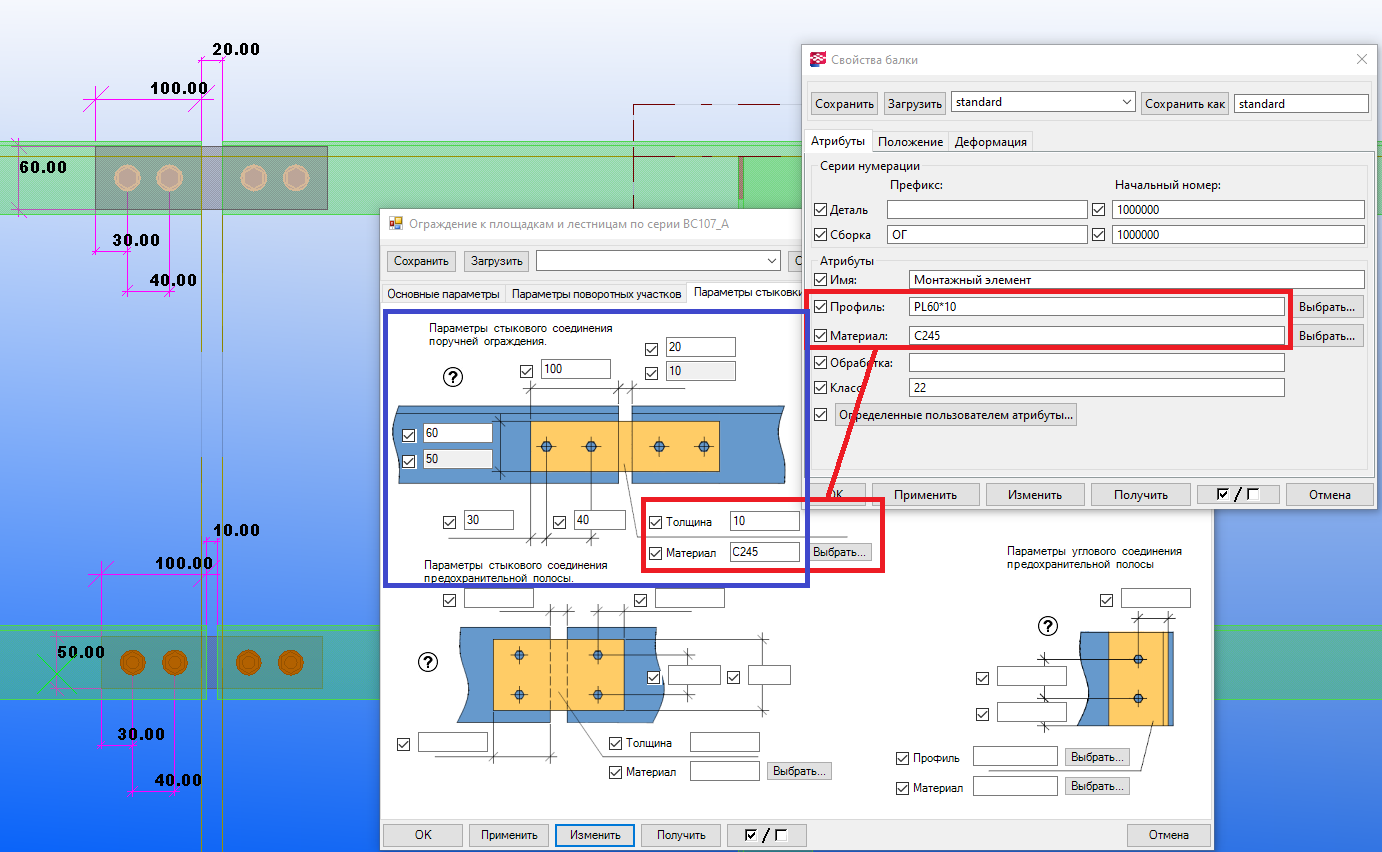 20.00
100.00
60.00
30.00
40.00
10.00
100.00
50.00
30.00
40.00
Свойства балки
Сохранить Загрузить standard Сохранить как standard
Атрибуты Положение Деформация
Серии нумерации
Префикс: Начальный номер:
Деталь 1000000
Сборка ОГ 1000000
Атрибуты
Имя: Монтажный элемент
Профиль: PL60*10 Выбрать...
Материал: C245 Выбрать...
Обработка:
Класс 22
Определенные пользователем атрибуты...
ОК Применить Изменить Получить / Отмена
Ограждение к площадкам и лестницам по серии ВС107_А
Сохранить Загрузить С
Основные параметры Параметры поворотных участков Параметры стыковки
Параметры стыкового соединения
поручней ограждения.
?
100
20
10
60
50
30 40
Толщина 10
Материал C245 Выбрать...
Параметры стыкового соединения
предохранительной полосы.
?
Толщина
Материал Выбрать...
Параметры углового соединения
предохранительной полосы
?
Профиль Выбрать...
Материал Выбрать...
ОК Применить Изменить Получить / Отмена